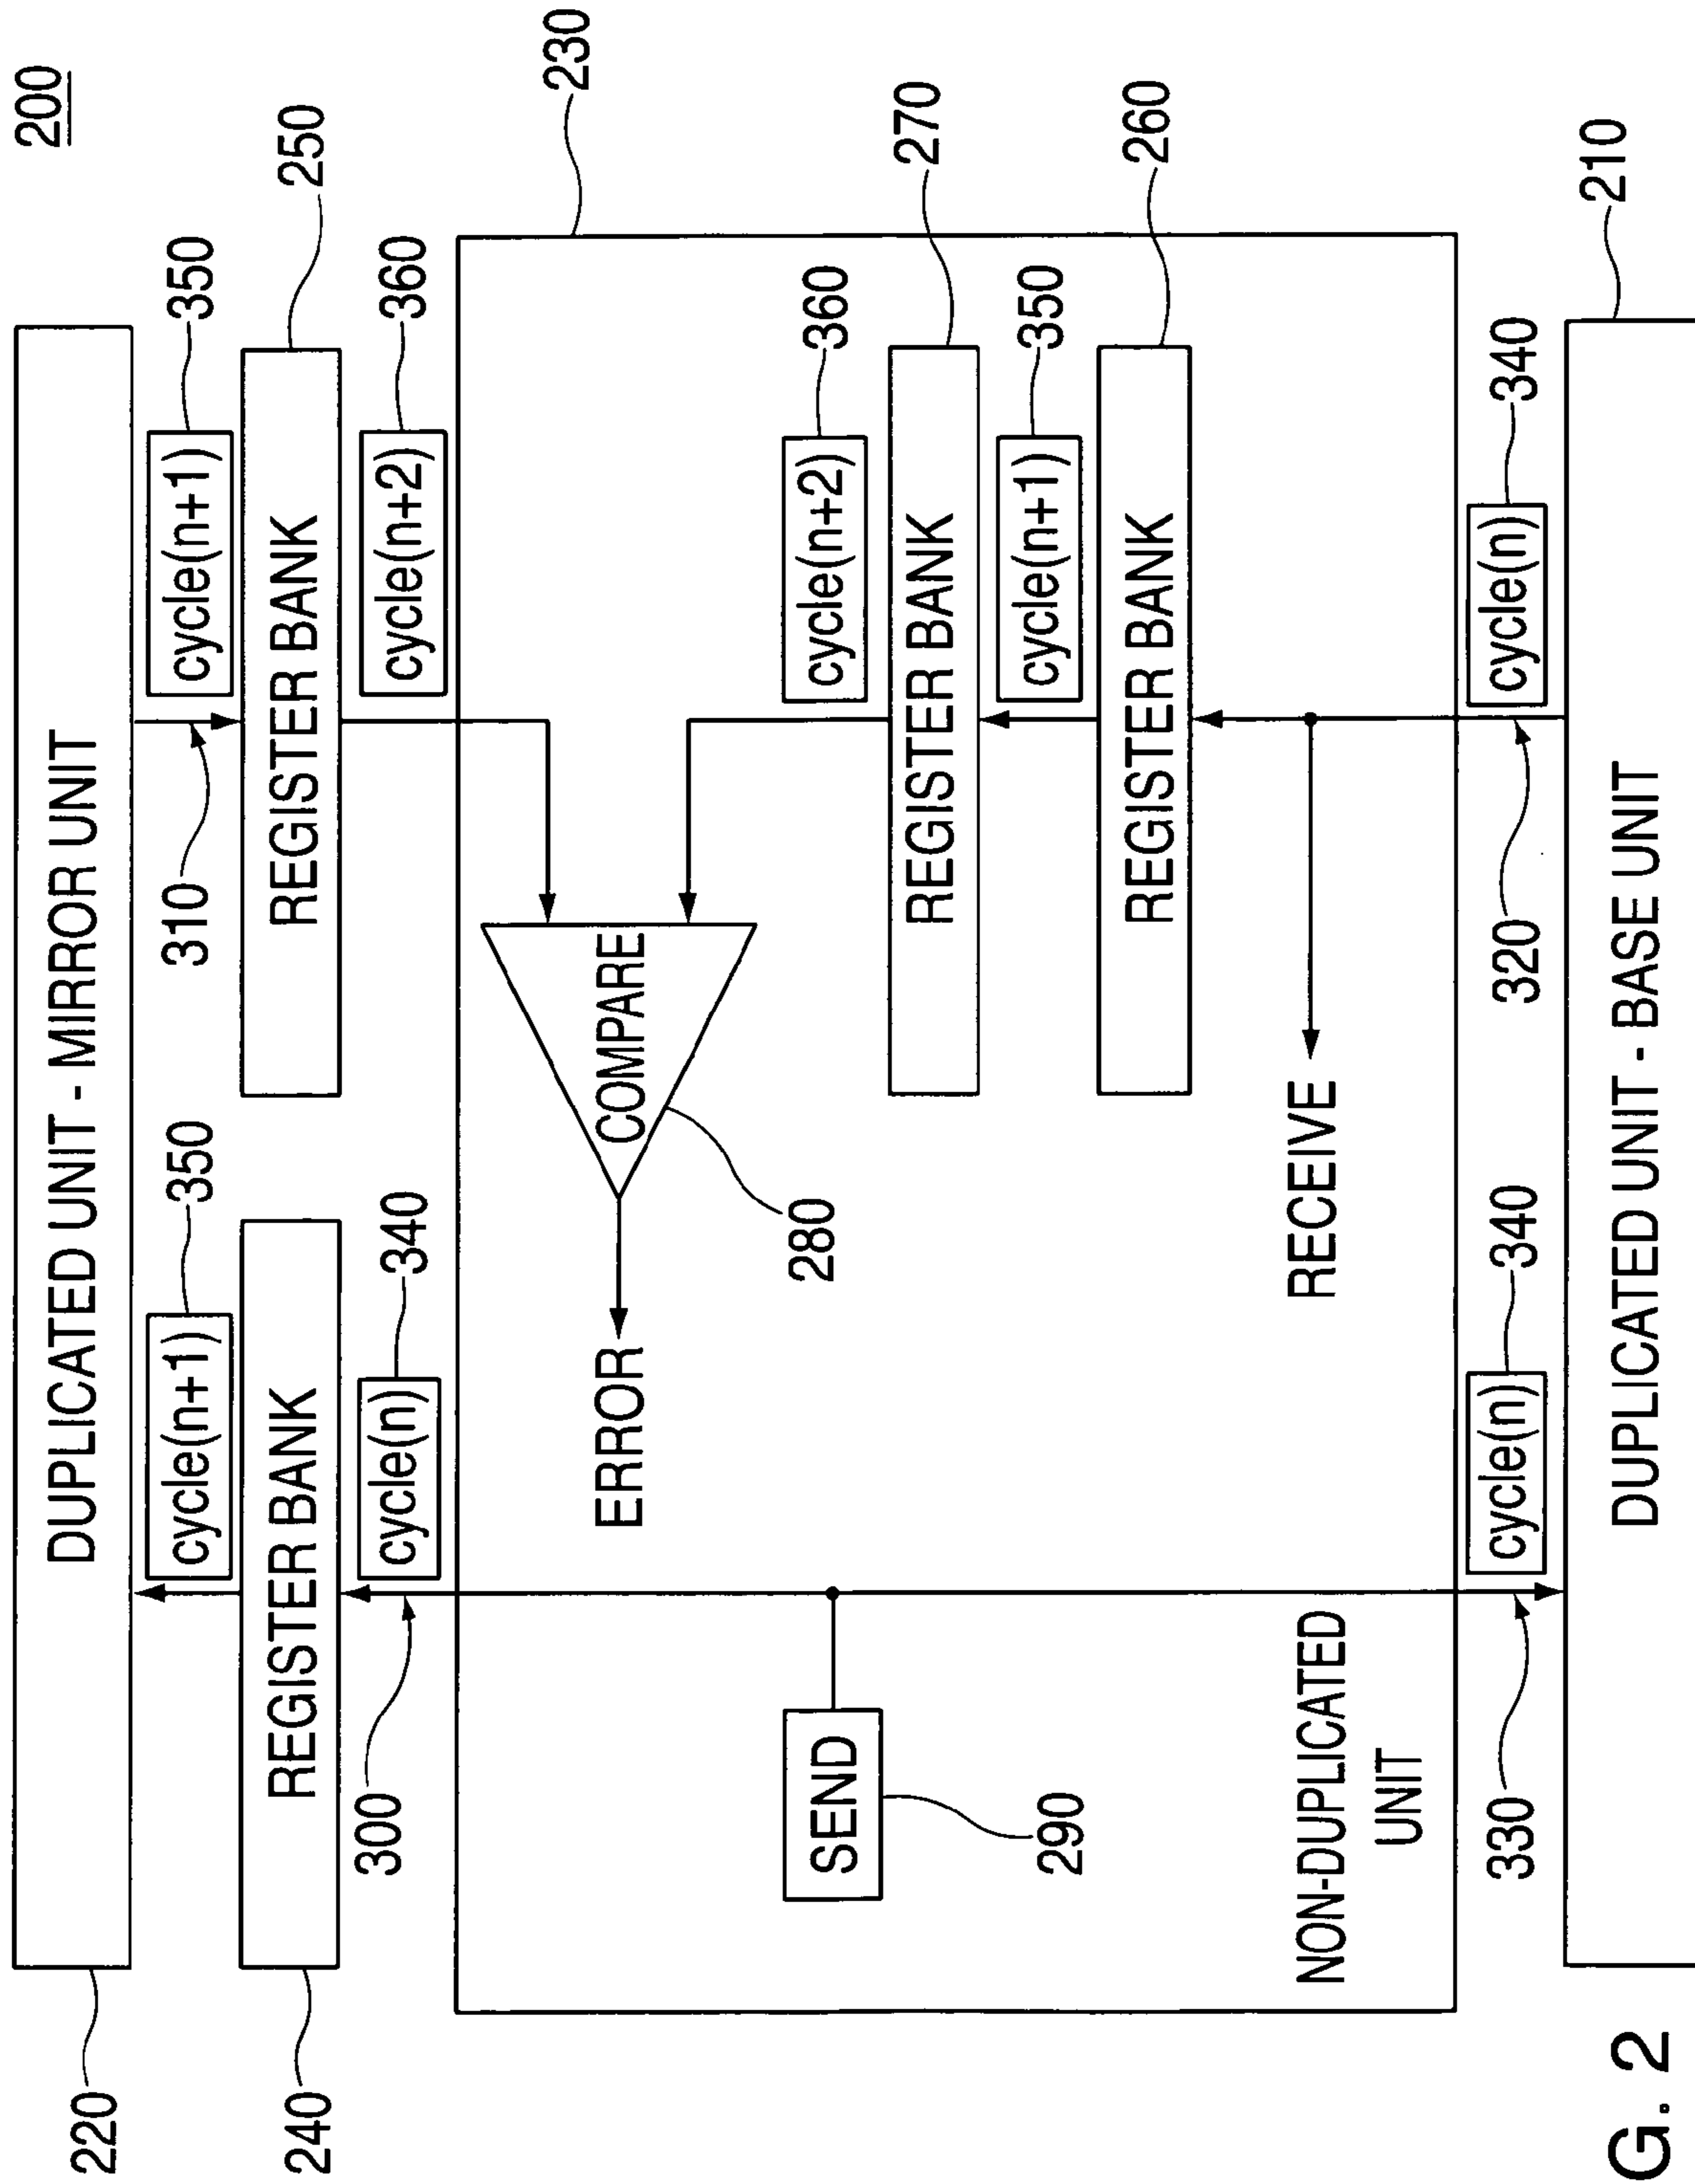 200
DUPLICATED UNIT - MIRROR UNIT
220
cycle(n+1)
350
310
cycle(n+1)
350
REGISTER BANK
240
REGISTER BANK
250
300
cycle(n)
340
cycle(n+2)
360
230
ERROR
COMPARE
280
SEND
290
cycle(n+2)
360
REGISTER BANK
270
cycle(n+1)
350
REGISTER BANK
260
RECEIVE
NON-DUPLICATED
UNIT
330
cycle(n)
340
320
cycle(n)
340
DUPLICATED UNIT - BASE UNIT
210
G. 2